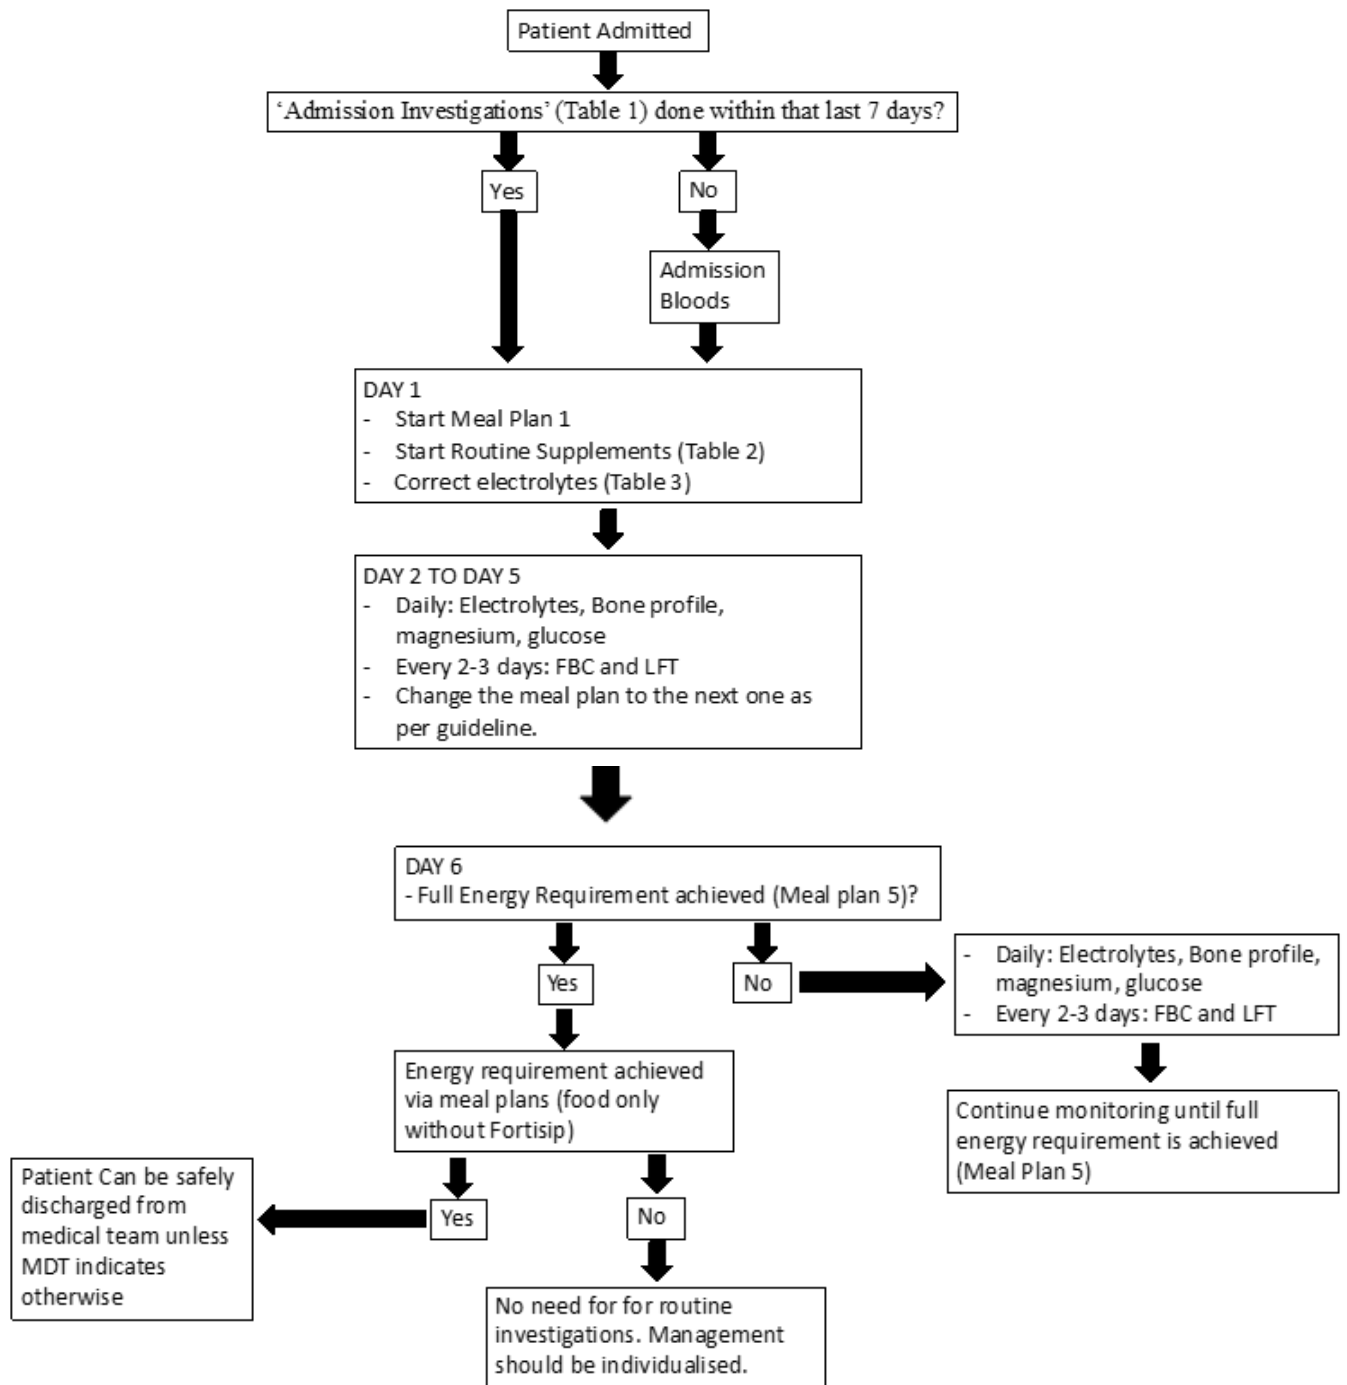 Patient Admitted
‘Admission Investigations’ (Table 1) done within that last 7 days?
Yes
No
Admission
Bloods
DAY 1
- Start Meal Plan 1
- Start Routine Supplements (Table 2)
- Correct electrolytes (Table 3)
DAY 2 TO DAY 5
- Daily: Electrolytes, Bone profile,
magnesium, glucose
- Every 2-3 days: FBC and LFT
- Change the meal plan to the next one as
per guideline.
DAY 6
- Full Energy Requirement achieved (Meal plan 5)?
Yes
No
- Daily: Electrolytes, Bone profile,
magnesium, glucose
- Every 2-3 days: FBC and LFT
Continue monitoring until full
energy requirement is achieved
(Meal Plan 5)
Energy requirement achieved
via meal plans (food only
without Fortisip)
Yes
No
Patient Can be safely
discharged from
medical team unless
MDT indicates
otherwise
No need for for routine
investigations. Management
should be individualised.